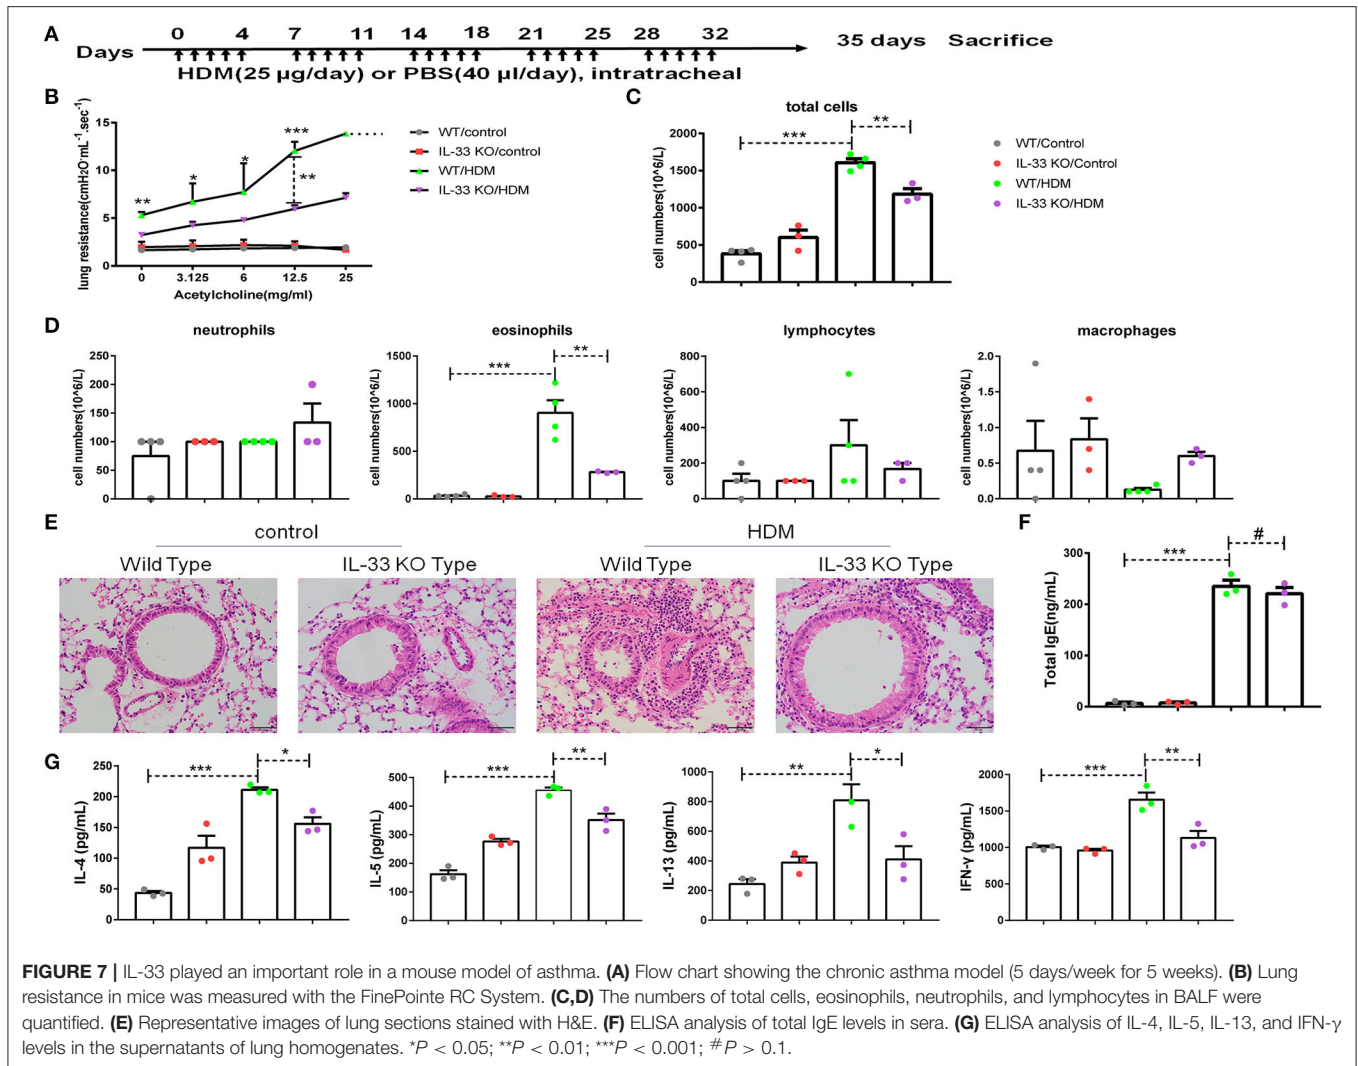 A
0 4 7 11 14 18 21 25 28 32
Days
35 days Sacrifice
HDM(25 µg/day) or PBS(40 µl/day), intratracheal
B
lung resistance(cmH2O·mL-1.sec-1)
15
10
5
0
** * * *** **
0 3.125 6 12.5 25
Acetylcholine(mg/ml)
WT/control
IL-33 KO/control
WT/HDM
IL-33 KO/HDM
C
total cells
cell numbers(10^6/L)
2000
1500
1000
500
0
*** **
WT/Control
IL-33 KO/Control
WT/HDM
IL-33 KO/HDM
D
neutrophils
cell numbers(10^6/L)
250
200
150
100
50
0
eosinophils
cell numbers(10^6/L)
1500
1000
500
0
*** **
lymphocytes
cell numbers(10^6/L)
800
600
400
200
0
macrophages
cell numbers(10^6/L)
2.0
1.5
1.0
0.5
0.0
E
control HDM
Wild Type IL-33 KO Type Wild Type IL-33 KO Type
F
Total IgE(ng/mL)
300
200
100
0
*** #
G
IL-4 (pg/mL)
250
200
150
100
50
0
*** *
IL-5 (pg/mL)
500
400
300
200
100
0
*** **
IL-13 (pg/mL)
1000
800
600
400
200
0
** *
IFN-γ (pg/mL)
2000
1500
1000
500
0
*** **
FIGURE 7 | IL-33 played an important role in a mouse model of asthma. (A) Flow chart showing the chronic asthma model (5 days/week for 5 weeks). (B) Lung
resistance in mice was measured with the FinePointe RC System. (C,D) The numbers of total cells, eosinophils, neutrophils, and lymphocytes in BALF were
quantified. (E) Representative images of lung sections stained with H&E. (F) ELISA analysis of total IgE levels in sera. (G) ELISA analysis of IL-4, IL-5, IL-13, and IFN-γ
levels in the supernatants of lung homogenates. *P < 0.05; **P < 0.01; ***P < 0.001; #P > 0.1.